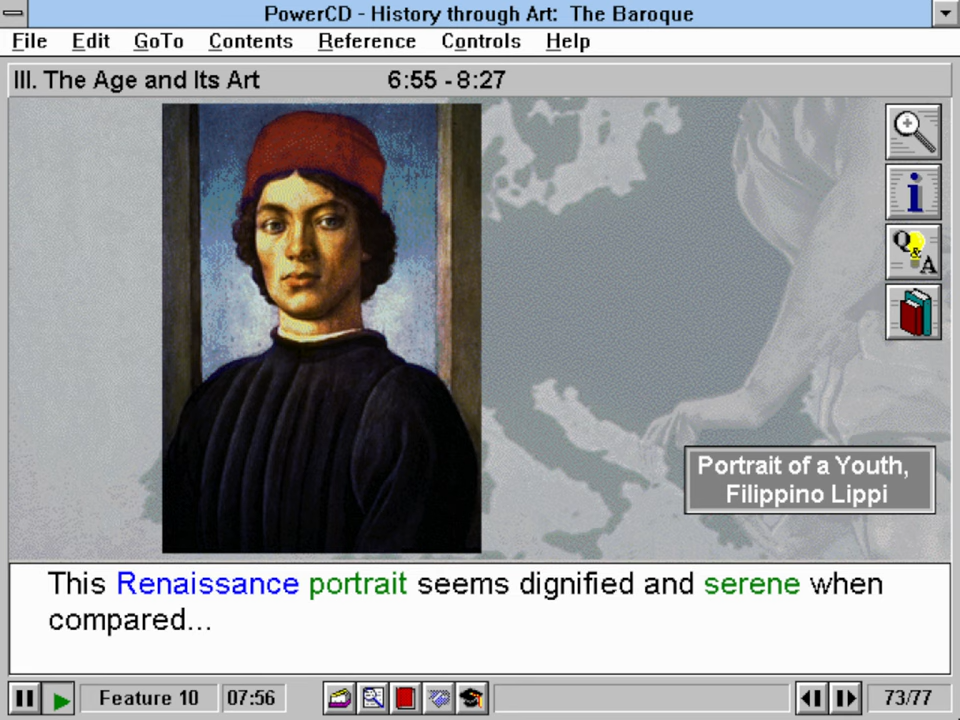 PowerCD - History through Art:  The Baroque
File Edit GoTo Contents Reference Controls Help
III. The Age and Its Art 6:55 - 8:27
i
Q&A
Portrait of a Youth,
Filippino Lippi
This Renaissance portrait seems dignified and serene when
compared...
Feature 10 07:56 73/77